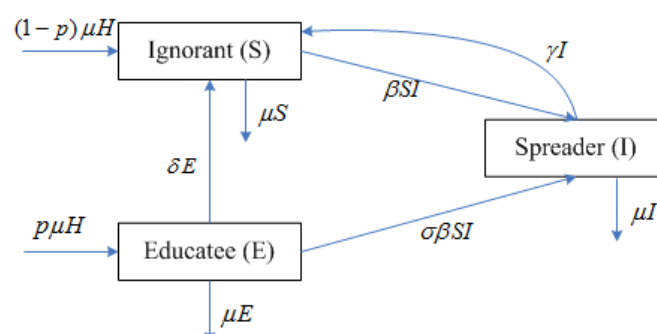 (1−p) μH
Ignorant (S)
γI
βSI
μS
δE
Spreader (I)
pμH
Educatee (E)
σβSI
μI
μE